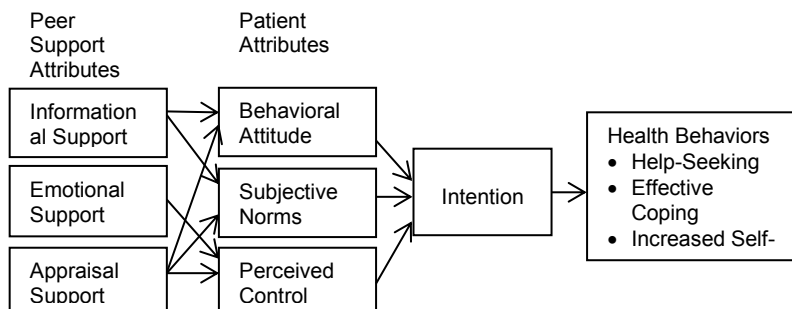 Peer
Support
Attributes
Patient
Attributes
Information
al Support
Emotional
Support
Appraisal
Support
Behavioral
Attitude
Subjective
Norms
Perceived
Control
Intention
Health Behaviors
• Help-Seeking
• Effective
Coping
• Increased Self-